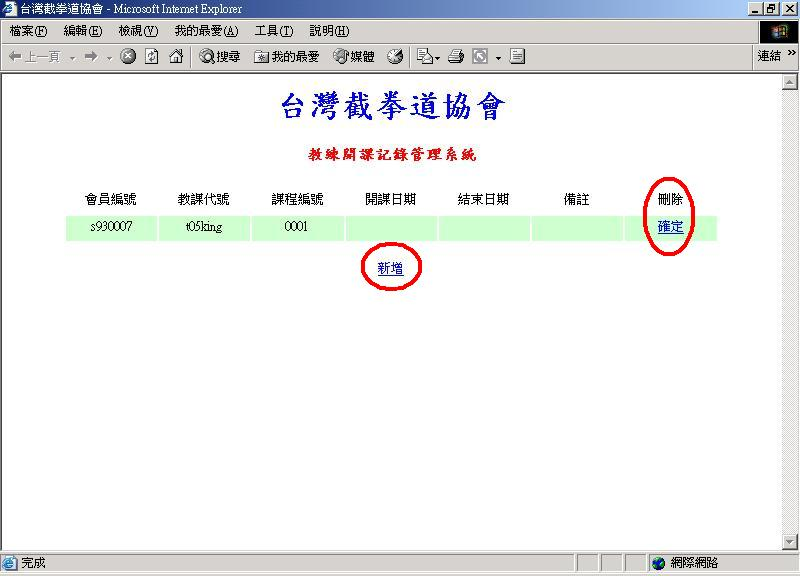 台灣截拳道協會 - Microsoft Internet Explorer
檔案(F) 編輯(E) 檢視(V) 我的最愛(A) 工具(T) 說明(H)
上一頁 搜尋 我的最愛 媒體 連結 »
台灣截拳道協會
教練開課記錄管理系統
會員編號 教課代號 課程編號 開課日期 結束日期 備註 刪除
s930007 t05king 0001 確定
新增
完成 網際網路